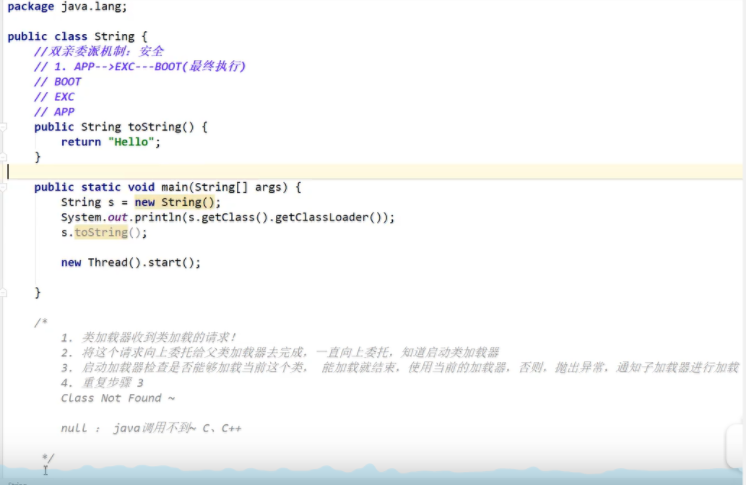 package java.lang;
public class String {
//双亲委派机制：安全
// 1. APP-->EXC---BOOT(最终执行)
// BOOT
// EXC
// APP
public String toString() {
return "Hello";
}
public static void main(String[] args) {
String s = new String();
System.out.println(s.getClass().getClassLoader());
s.toString();
new Thread().start();
}
/*
1. 类加载器收到类加载的请求！
2. 将这个请求向上委托给父类加载器去完成，一直向上委托，知道启动类加载器
3. 启动加载器检查是否能够加载当前这个类， 能加载就结束，使用当前的加载器，否则，抛出异常，通知子加载器进行加载
4. 重复步骤 3
Class Not Found ~
null ： java调用不到~ C、C++
*/